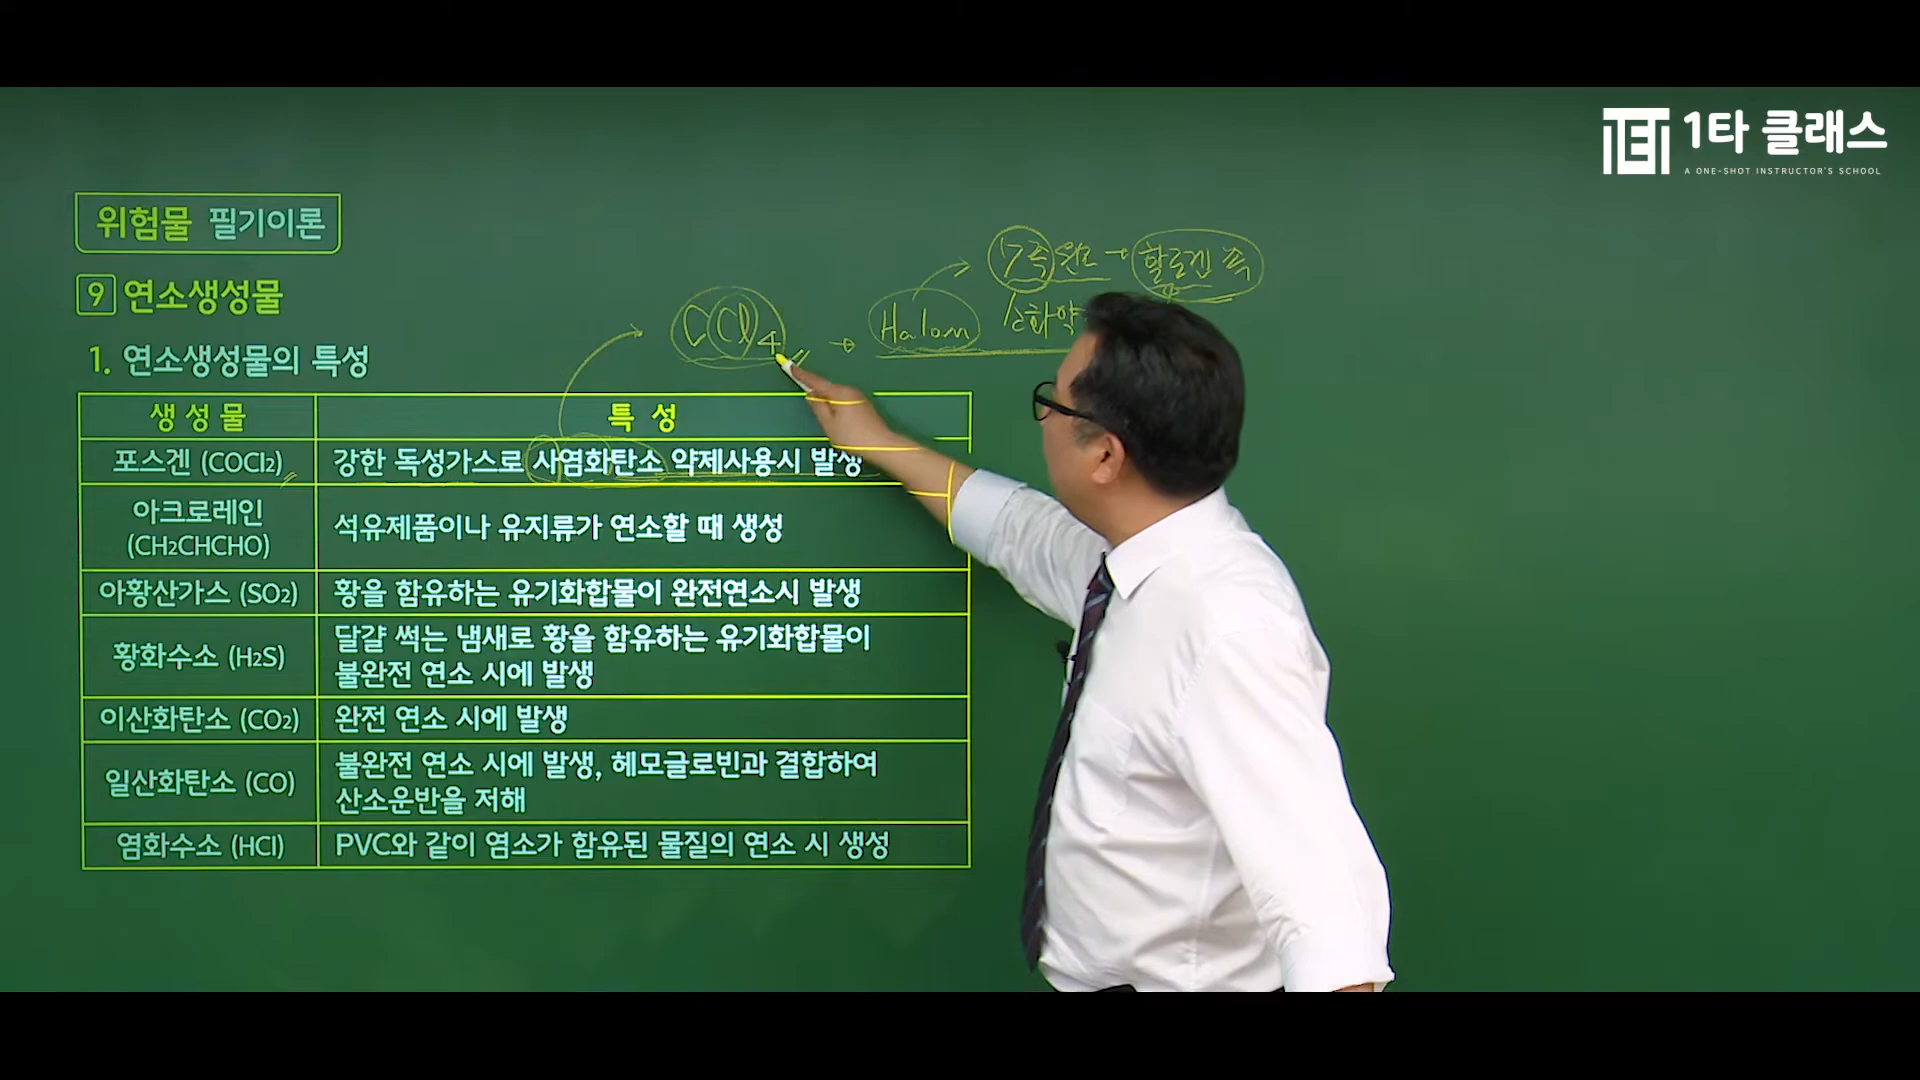 1타 클래스
A ONE-SHOT INSTRUCTOR'S SCHOOL
위험물 필기이론
9 연소생성물
1. 연소생성물의 특성
CCl4 → Halon → 7족 원소 → 할로겐 족
소화약
생성물 특성
포스겐 (COCl2) 강한 독성가스로 사염화탄소 약제사용시 발생
아크로레인 (CH2CHCHO) 석유제품이나 유지류가 연소할 때 생성
아황산가스 (SO2) 황을 함유하는 유기화합물이 완전연소시 발생
황화수소 (H2S) 달걀 썩는 냄새로 황을 함유하는 유기화합물이
불완전 연소 시에 발생
이산화탄소 (CO2) 완전 연소 시에 발생
일산화탄소 (CO) 불완전 연소 시에 발생, 헤모글로빈과 결합하여
산소운반을 저해
염화수소 (HCl) PVC와 같이 염소가 함유된 물질의 연소 시 생성